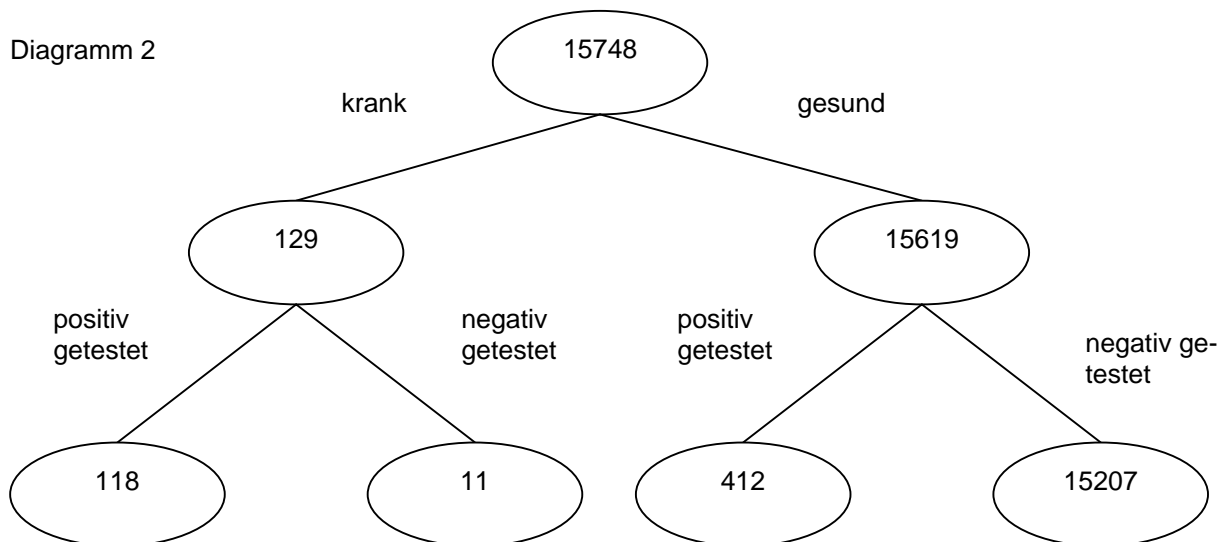 Diagramm 2
15748
krank
gesund
129
15619
positiv
getestet
negativ
getestet
positiv
getestet
negativ ge-
testet
118
11
412
15207